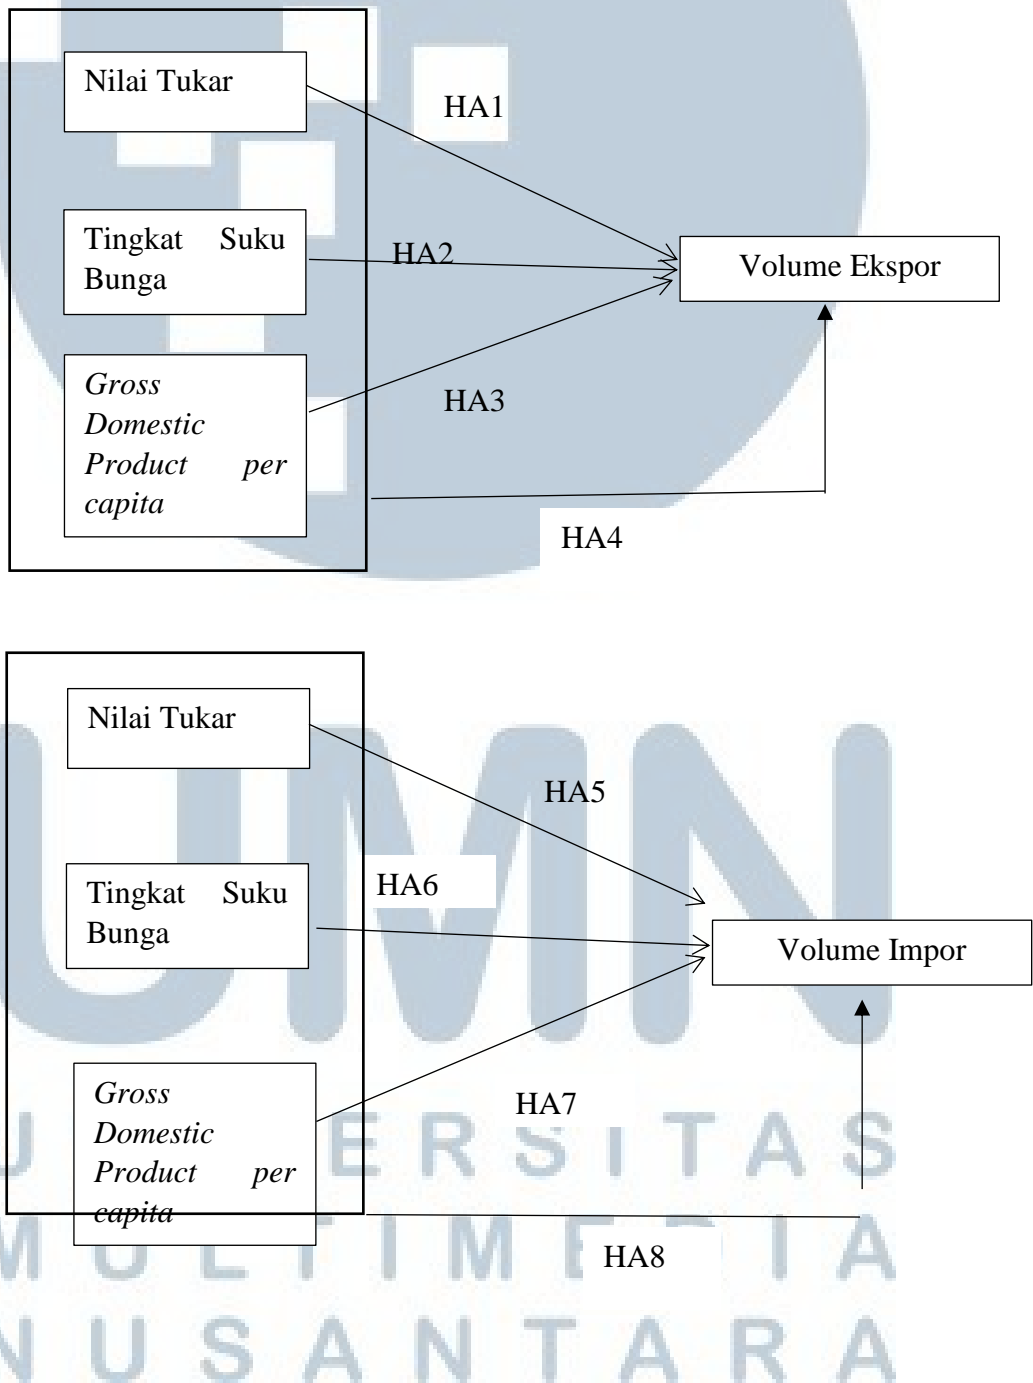 Nilai Tukar
HA1
Tingkat Suku
Bunga
HA2
Volume Ekspor
Gross
Domestic
Product per
capita
HA3
HA4
Nilai Tukar
HA5
Tingkat Suku
Bunga
HA6
Volume Impor
Gross
Domestic
Product per
capita
HA7
HA8
UMN
UNIVERSITAS
MULTIMEDIA
NUSANTARA